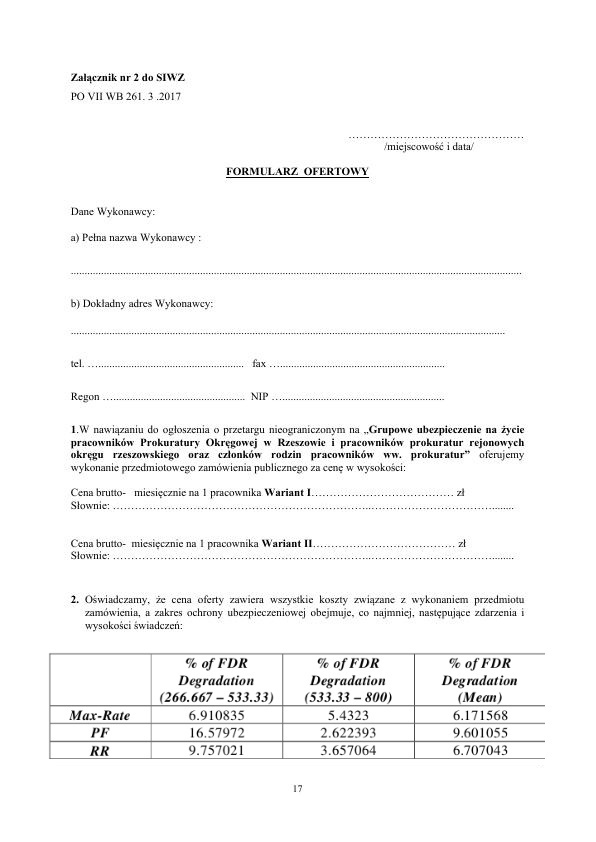 Załącznik nr 2 do SIWZ
PO VII WB 261. 3 .2017
…………………………………………
/miejscowość i data/
FORMULARZ OFERTOWY
Dane Wykonawcy:
a) Pełna nazwa Wykonawcy :
....................................................................................................................................................................
b) Dokładny adres Wykonawcy:
..............................................................................................................................................................
tel. …..................................................... fax …............................................................
Regon ….............................................. NIP …...........................................................
1.W nawiązaniu do ogłoszenia o przetargu nieograniczonym na „Grupowe ubezpieczenie na życie
pracowników Prokuratury Okręgowej w Rzeszowie i pracowników prokuratur rejonowych
okręgu rzeszowskiego oraz członków rodzin pracowników ww. prokuratur” oferujemy
wykonanie przedmiotowego zamówienia publicznego za cenę w wysokości:
Cena brutto- miesięcznie na 1 pracownika Wariant I………………………………… zł
Słownie: ……………………………………………………………..…………………………….......
Cena brutto- miesięcznie na 1 pracownika Wariant II………………………………… zł
Słownie: ……………………………………………………………..…………………………….......
2. Oświadczamy, że cena oferty zawiera wszystkie koszty związane z wykonaniem przedmiotu
zamówienia, a zakres ochrony ubezpieczeniowej obejmuje, co najmniej, następujące zdarzenia i
wysokości świadczeń:
% of FDR Degradation (266.667 – 533.33) % of FDR Degradation (533.33 – 800) % of FDR Degradation (Mean)
Max-Rate 6.910835 5.4323 6.171568
PF 16.57972 2.622393 9.601055
RR 9.757021 3.657064 6.707043
17